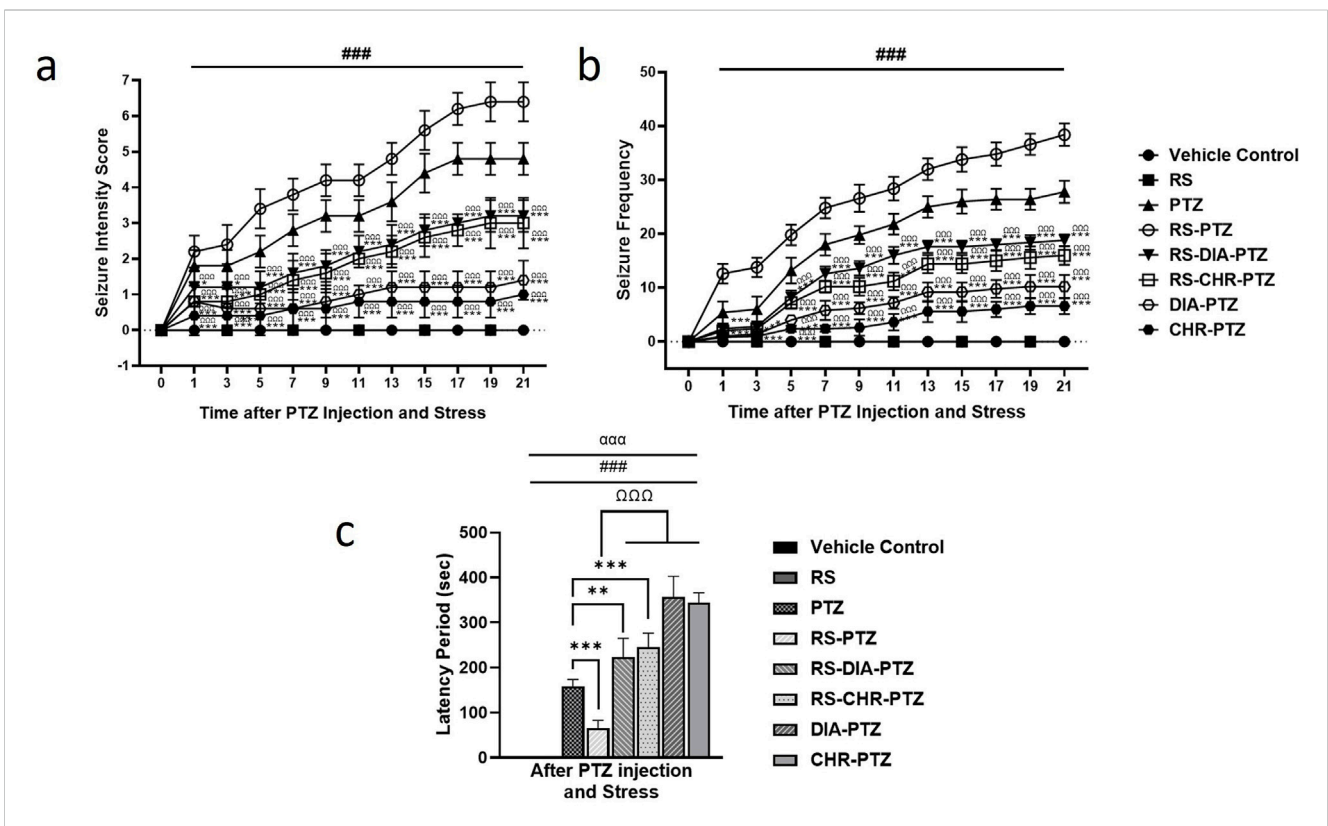 a
###
Seizure Intensity Score
7
6
5
4
3
2
1
0
-1
0 1 3 5 7 9 11 13 15 17 19 21
Time after PTZ Injection and Stress
b
###
Seizure Frequency
50
40
30
20
10
0
0 1 3 5 7 9 11 13 15 17 19 21
Time after PTZ Injection and Stress
Vehicle Control
RS
PTZ
RS-PTZ
RS-DIA-PTZ
RS-CHR-PTZ
DIA-PTZ
CHR-PTZ
c
ααα
###
ΩΩΩ
***
**
***
Latency Period (sec)
500
400
300
200
100
0
After PTZ injection
and Stress
Vehicle Control
RS
PTZ
RS-PTZ
RS-DIA-PTZ
RS-CHR-PTZ
DIA-PTZ
CHR-PTZ